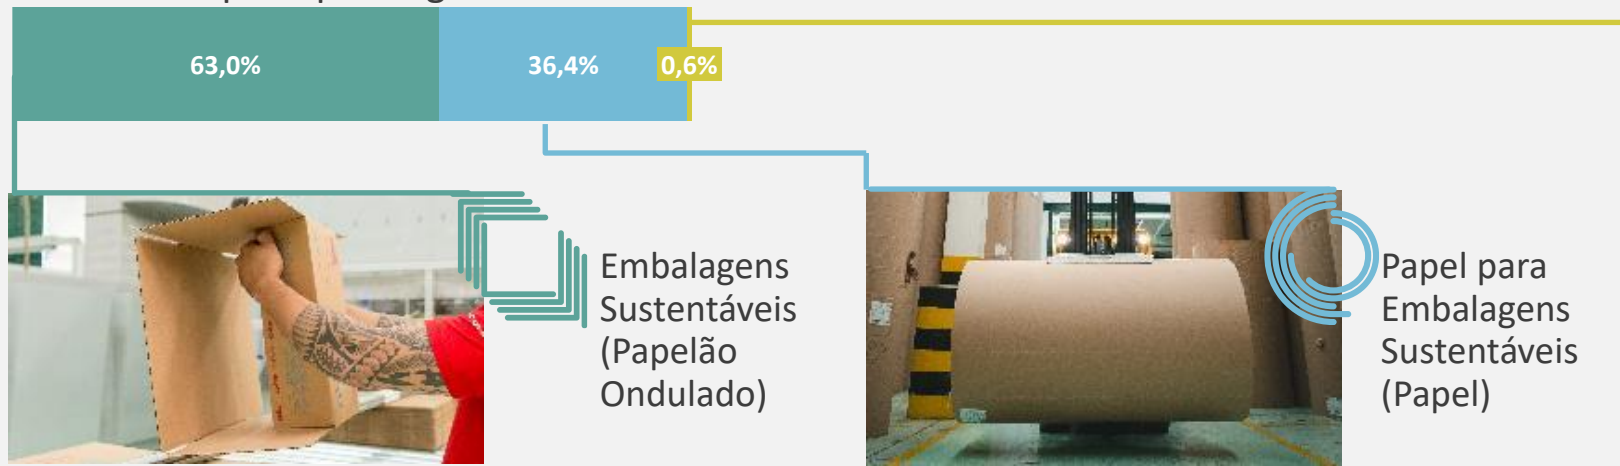 63,0%
36,4%
0,6%
Embalagens
Sustentáveis
(Papelão
Ondulado)
Papel para
Embalagens
Sustentáveis
(Papel)